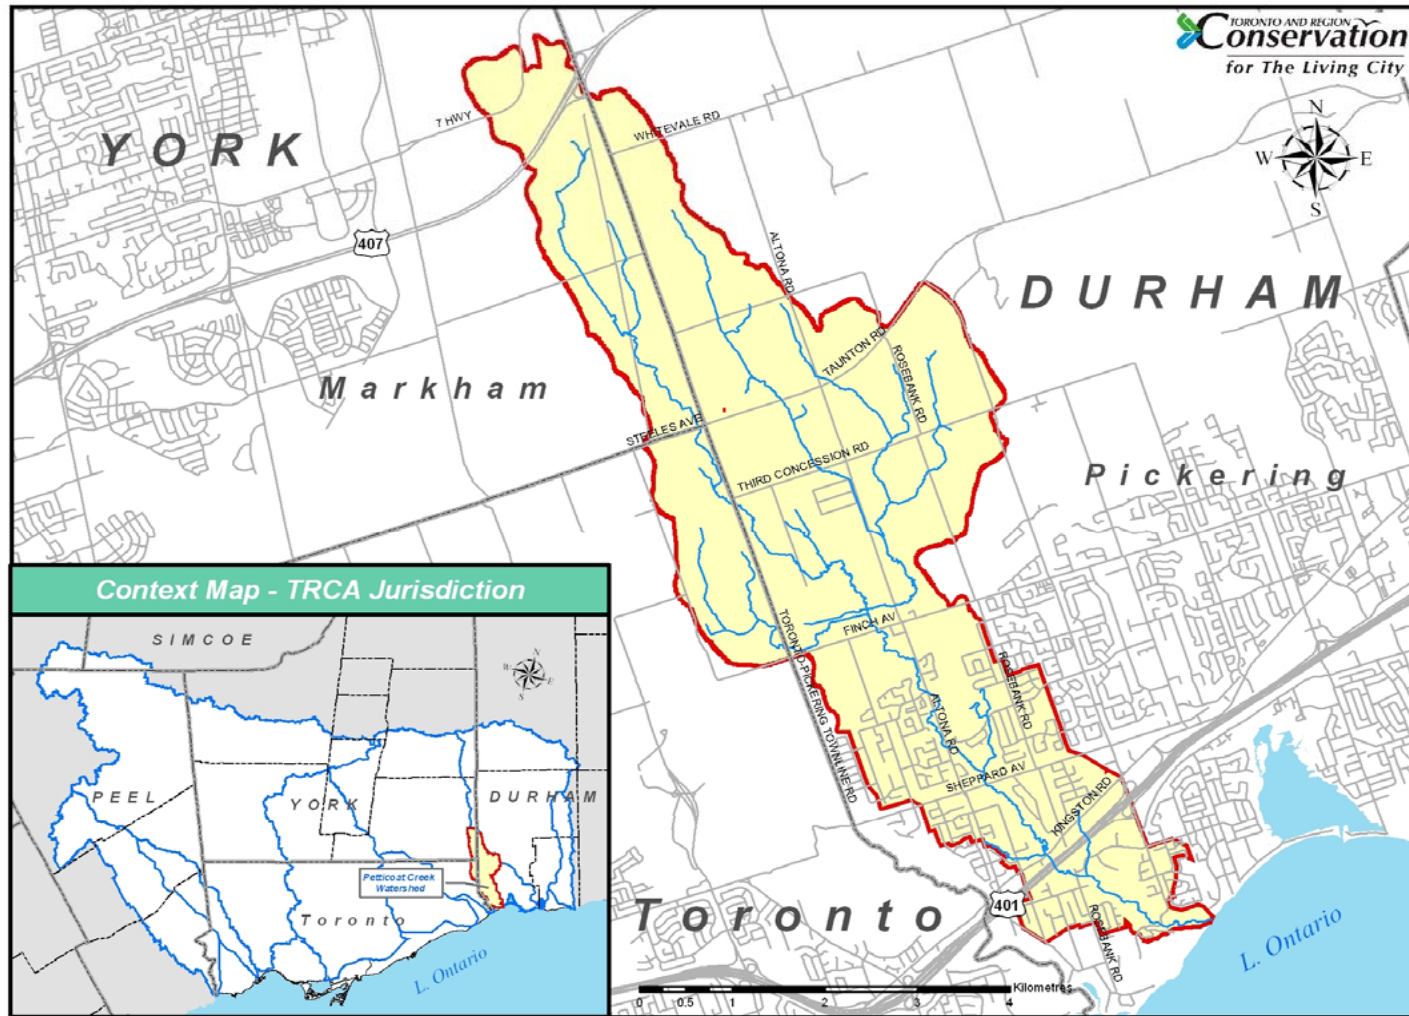 TORONTO AND REGION
Conservation
for The Living City
N
W E
S
YORK
7 HWY
WHITEVALE RD
407
ALTONA RD
DURHAM
TAUNTON RD
ROSEBANK RD
Markham
STEELES AVE
THIRD CONCESSION RD
Pickering
FINCH AV
TORONTO-PICKERING TOWNLINE RD
ROSEBANK RD
ALTONA RD
SHEPPARD AV
KINGSTON RD
401
Toronto
ROSEBANK RD
L. Ontario
Kilometres
0 0.5 1 2 3 4
Context Map - TRCA Jurisdiction
SIMCOE
N
W E
S
PEEL
YORK
DURHAM
Petticoat Creek
Watershed
Toronto
L. Ontario